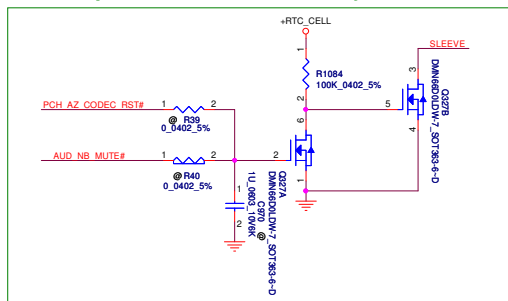 +RTC_CELL
SLEEVE
1
R1084
100K_0402_5%
2
3
Q327B
DMN66D0LDW-7_SOT363-6~D
5
4
PCH_AZ_CODEC_RST#
1
2
@ R39
0_0402_5%
6
AUD_NB_MUTE#
1
2
@ R40
0_0402_5%
2
1
Q327A
DMN66D0LDW-7_SOT363-6~D
1
2
@
C970
1U_0603_10V6K